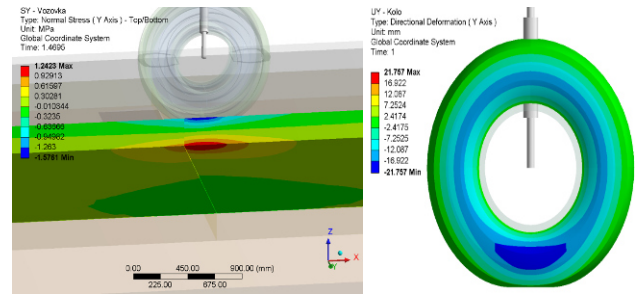 SY - Vozovka
Type: Normal Stress ( Y Axis ) - Top/Bottom
Unit: MPa
Global Coordinate System
Time: 1.4695
1.2423 Max
0.92913
0.61597
0.30281
-0.010344
-0.3235
-0.63666
-0.94982
-1.263
-1.5761 Min
Z
X
Y
0.00
450.00
900.00 (mm)
225.00
675.00
UY - Kolo
Type: Directional Deformation ( Y Axis )
Unit: mm
Global Coordinate System
Time: 1
21.757 Max
16.922
12.087
7.2524
2.4174
-2.4175
-7.2525
-12.087
-16.922
-21.757 Min